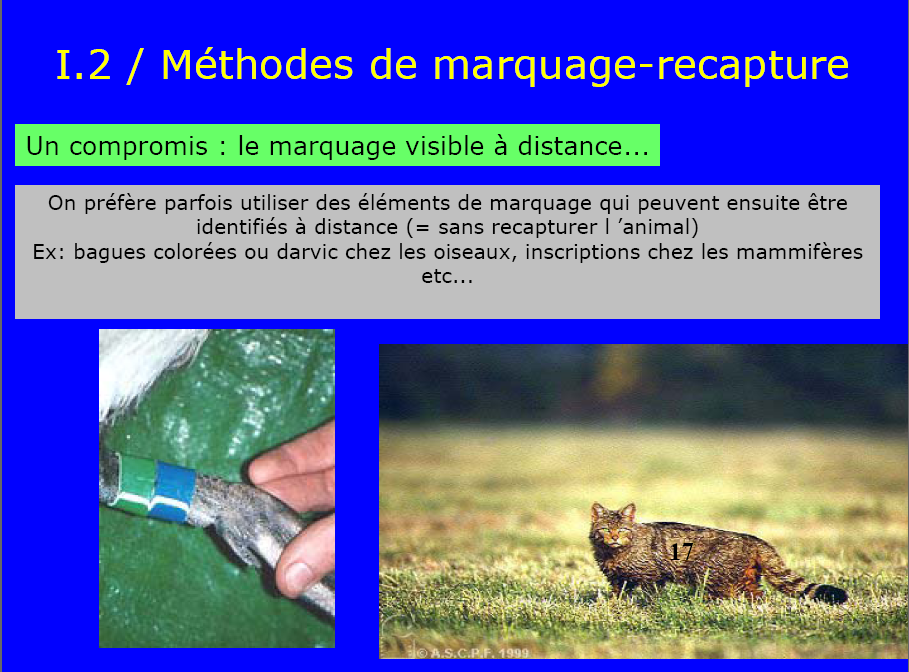 I.2 / Méthodes de marquage-recapture
Un compromis : le marquage visible à distance...
On préfère parfois utiliser des éléments de marquage qui peuvent ensuite être
identifiés à distance (= sans recapturer l ’animal)
Ex: bagues colorées ou darvic chez les oiseaux, inscriptions chez les mammifères
etc...
17
© A.S.C.P.F. 1999